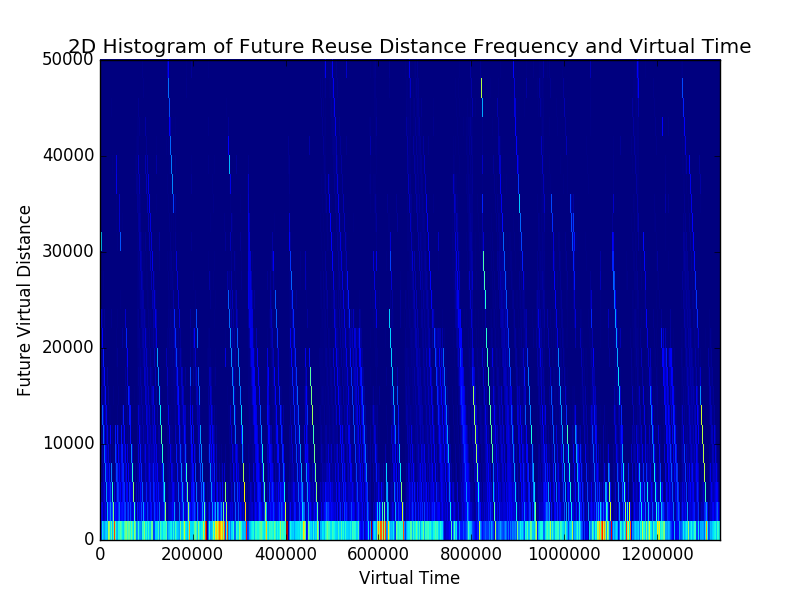 2D Histogram of Future Reuse Distance Frequency and Virtual Time
50000
40000
30000
20000
10000
0
Future Virtual Distance
0 200000 400000 600000 800000 1000000 1200000
Virtual Time